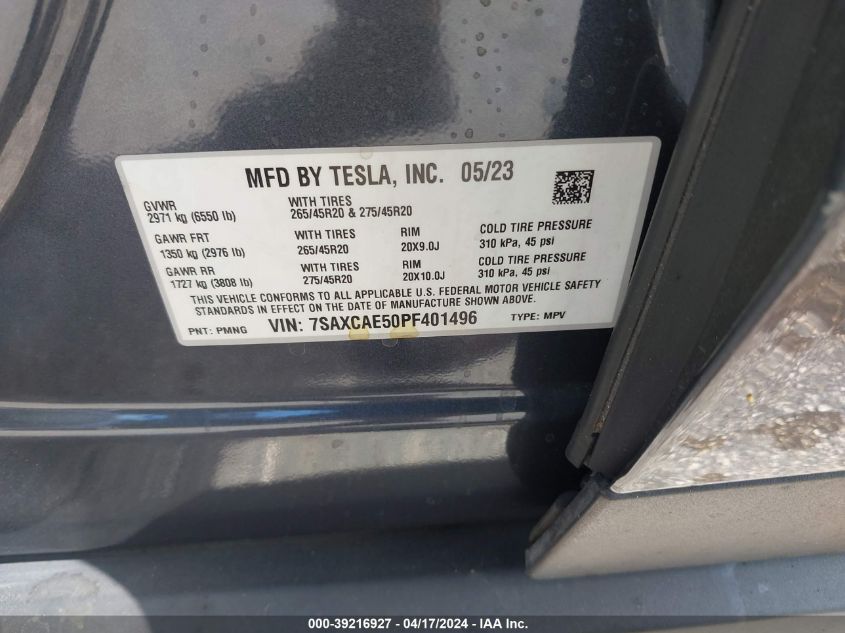 MFD BY TESLA, INC. 05/23
GVWR
2971 kg (6550 lb)
WITH TIRES
265/45R20 & 275/45R20
GAWR FRT
1350 kg (2976 lb)
WITH TIRES
265/45R20
RIM
20X9.0J
COLD TIRE PRESSURE
310 kPa, 45 psi
GAWR RR
1727 kg (3808 lb)
WITH TIRES
275/45R20
RIM
20X10.0J
COLD TIRE PRESSURE
310 kPa, 45 psi
THIS VEHICLE CONFORMS TO ALL APPLICABLE U.S. FEDERAL MOTOR VEHICLE SAFETY
STANDARDS IN EFFECT ON THE DATE OF MANUFACTURE SHOWN ABOVE.
PNT: PMNG VIN: 7SAXCAE50PF401496 TYPE: MPV
000-39216927 - 04/17/2024 - IAA Inc.